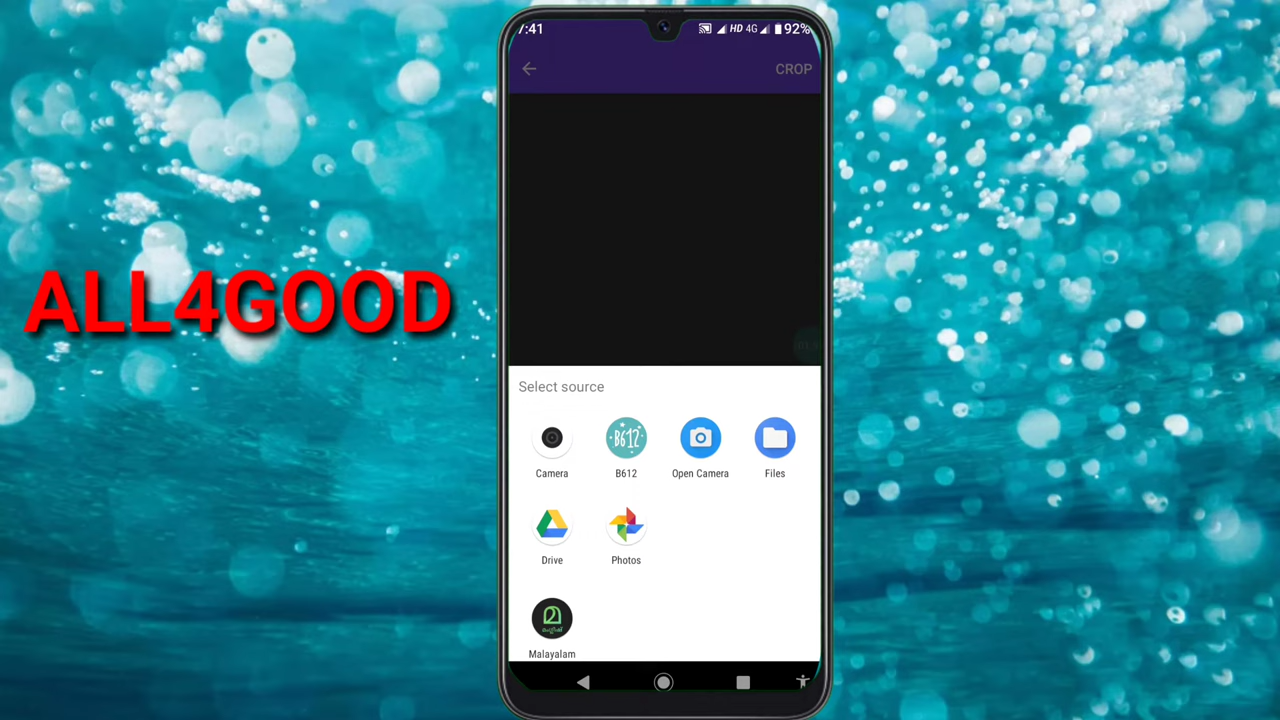 7:41
HD 4G 92%
CROP
ALL4GOOD
Select source
Camera
B612
Open Camera
Files
Drive
Photos
Malayalam